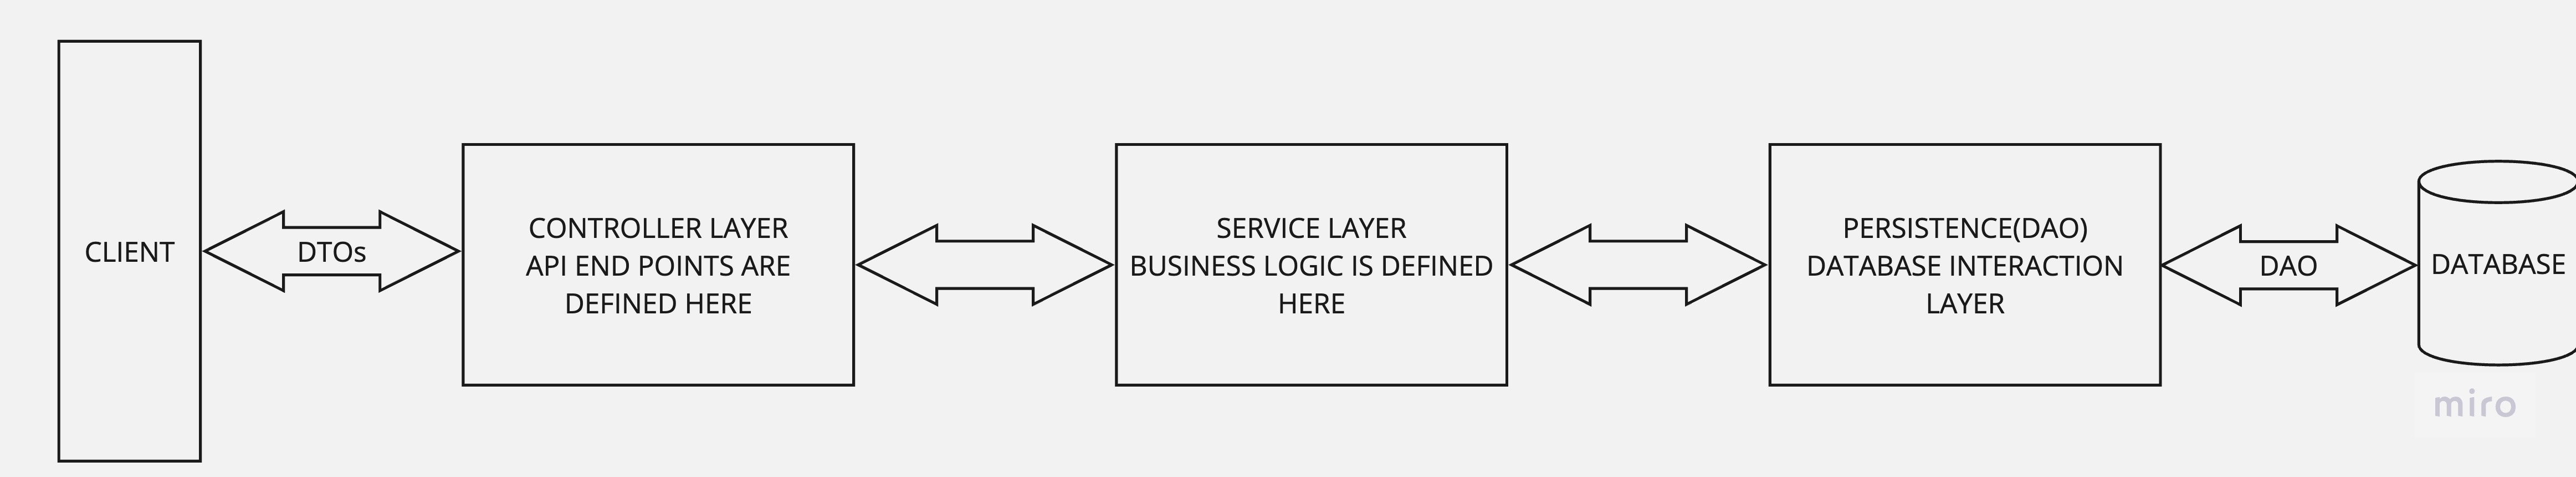 CLIENT
DTOs
CONTROLLER LAYER
API END POINTS ARE
DEFINED HERE
SERVICE LAYER
BUSINESS LOGIC IS DEFINED
HERE
PERSISTENCE(DAO)
DATABASE INTERACTION
LAYER
DAO
DATABASE
miro